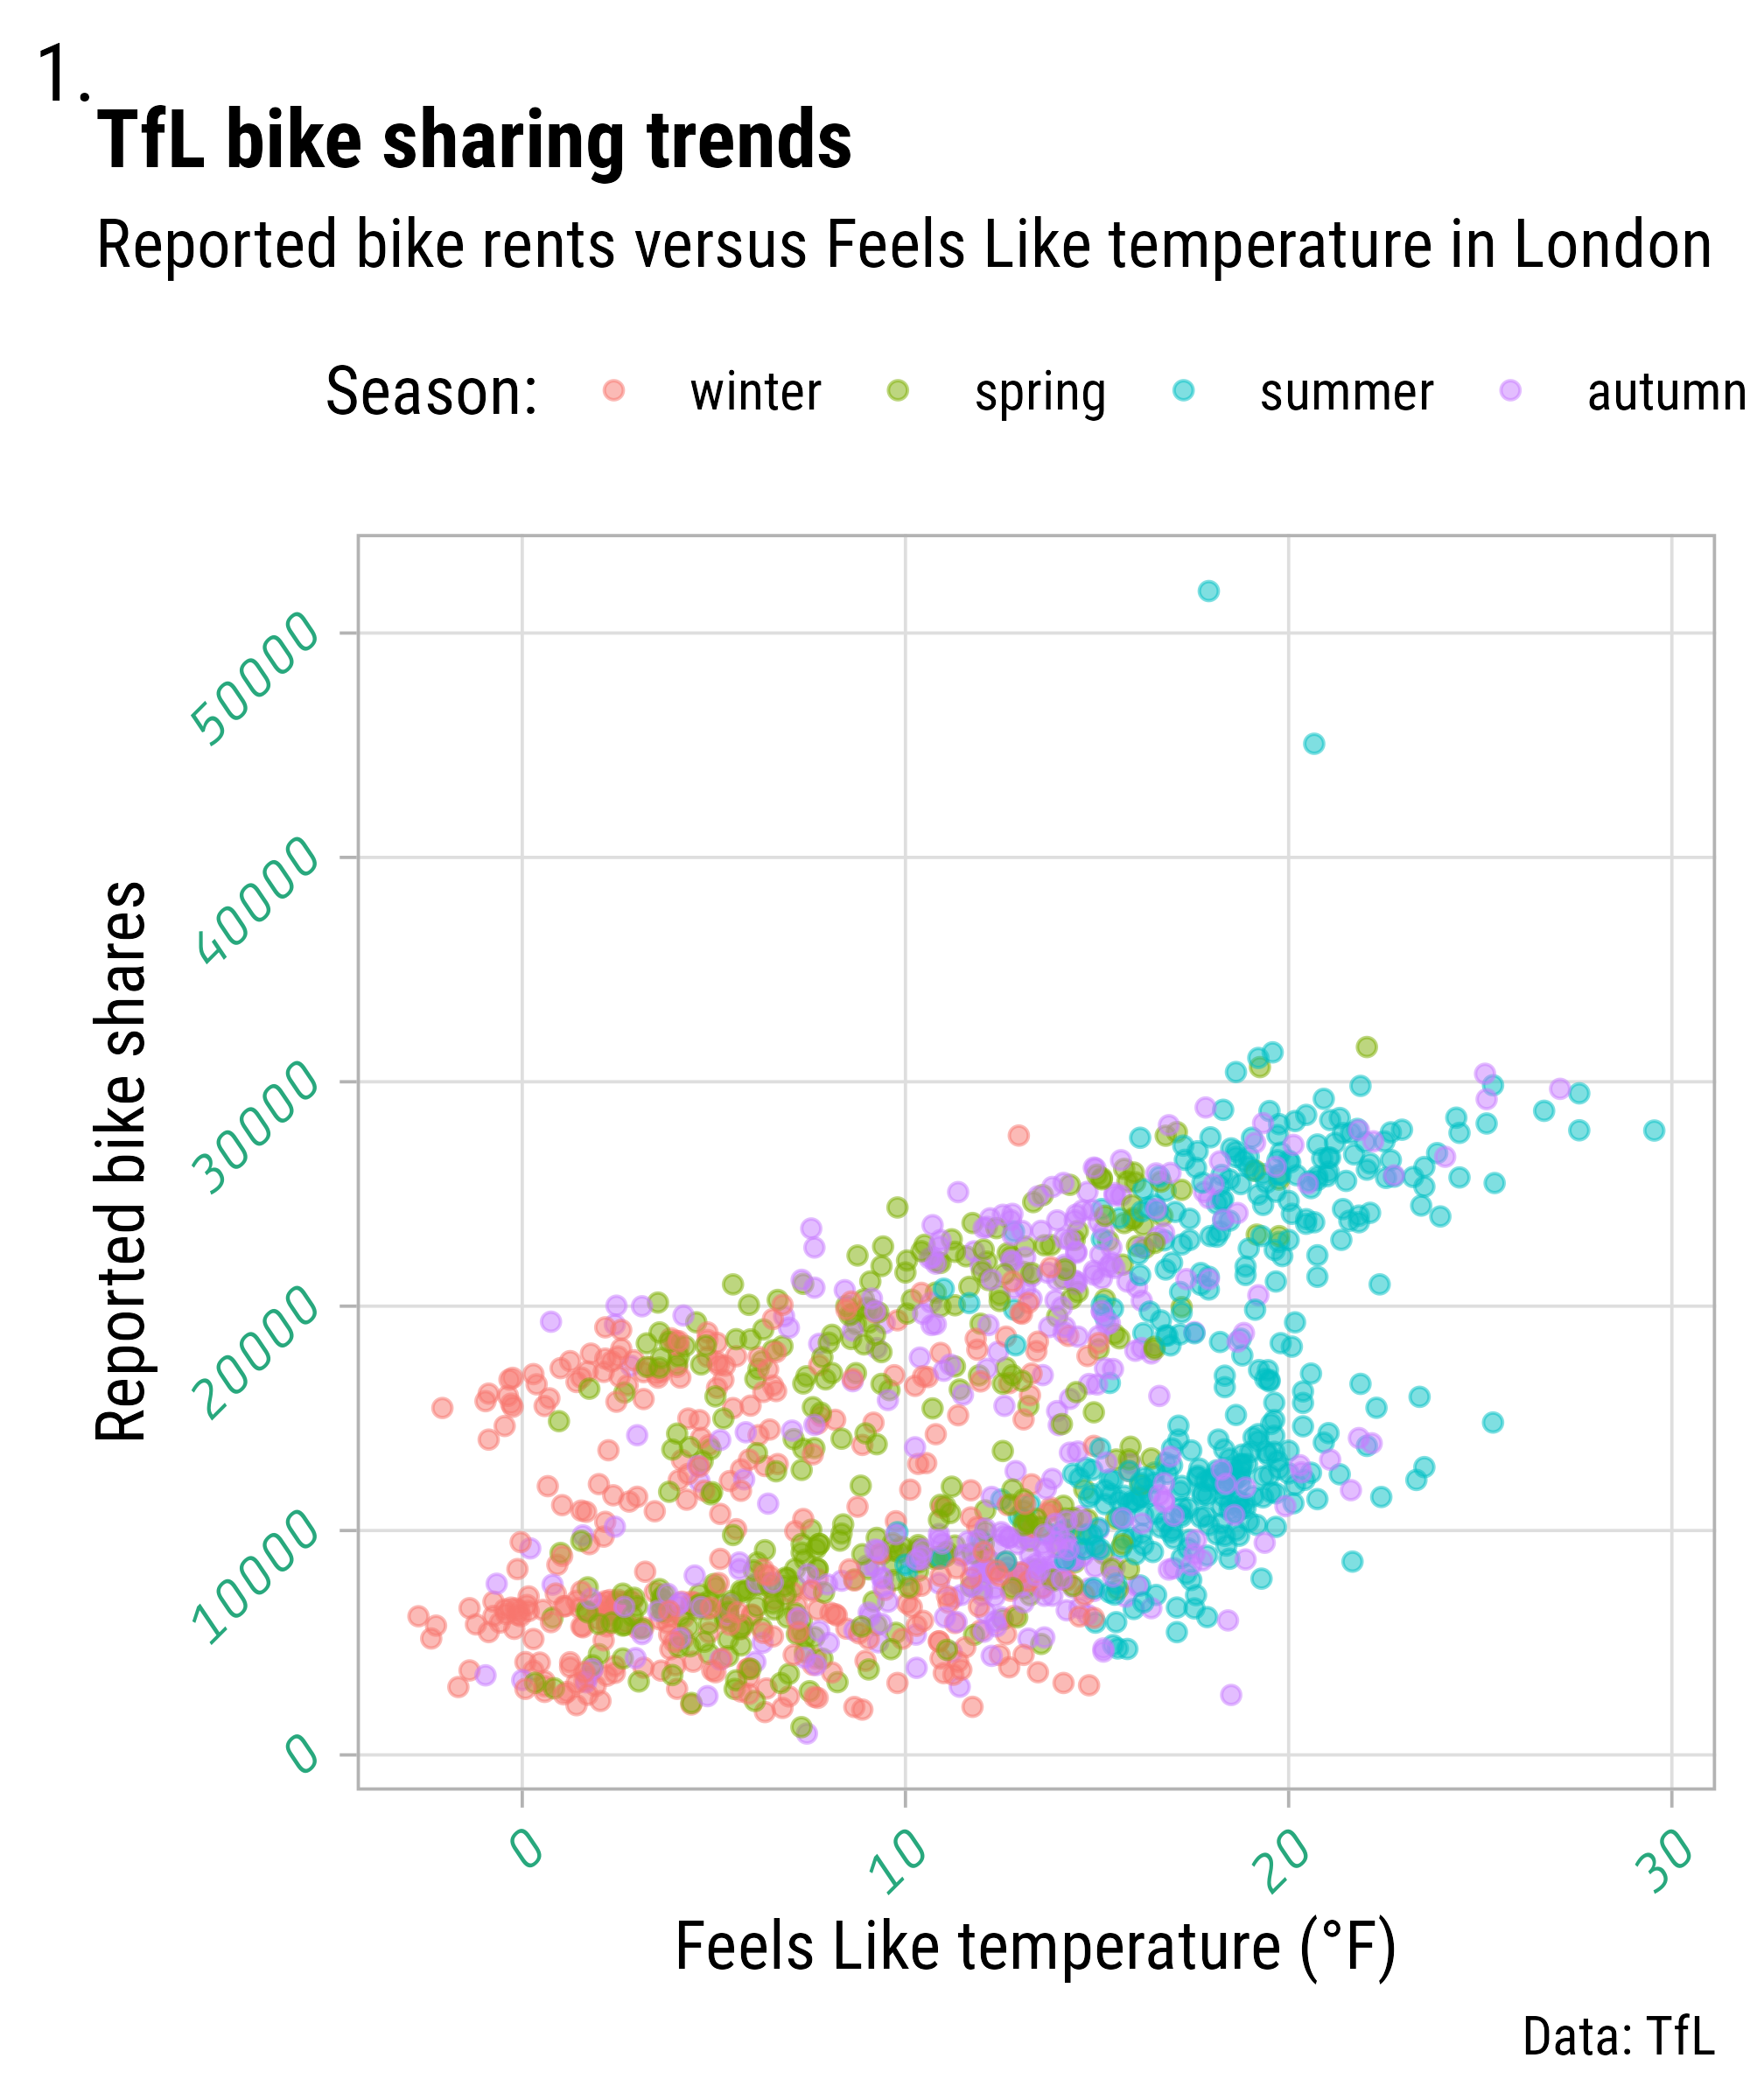 1.
TfL bike sharing trends
Reported bike rents versus Feels Like temperature in London
Season: winter spring summer autumn
50000
40000
30000
20000
10000
0
Reported bike shares
0 10 20 30
Feels Like temperature (°F)
Data: TfL